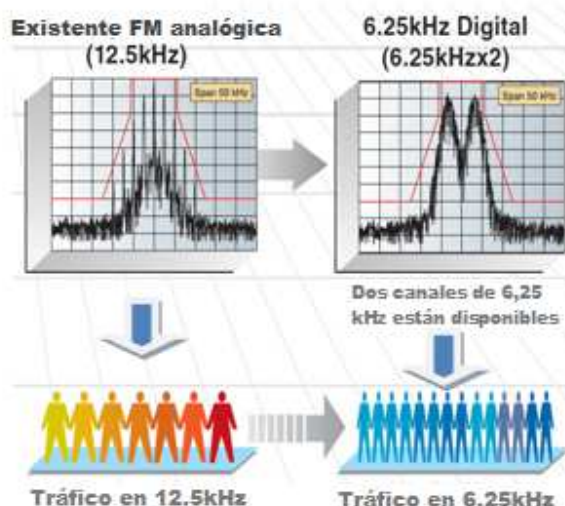 Existente FM analógica
(12.5kHz)
6.25kHz Digital
(6.25kHzx2)
Span 50 kHz
Span 50 kHz
Dos canales de 6,25
kHz están disponibles
Tráfico en 12.5kHz
Tráfico en 6.25kHz